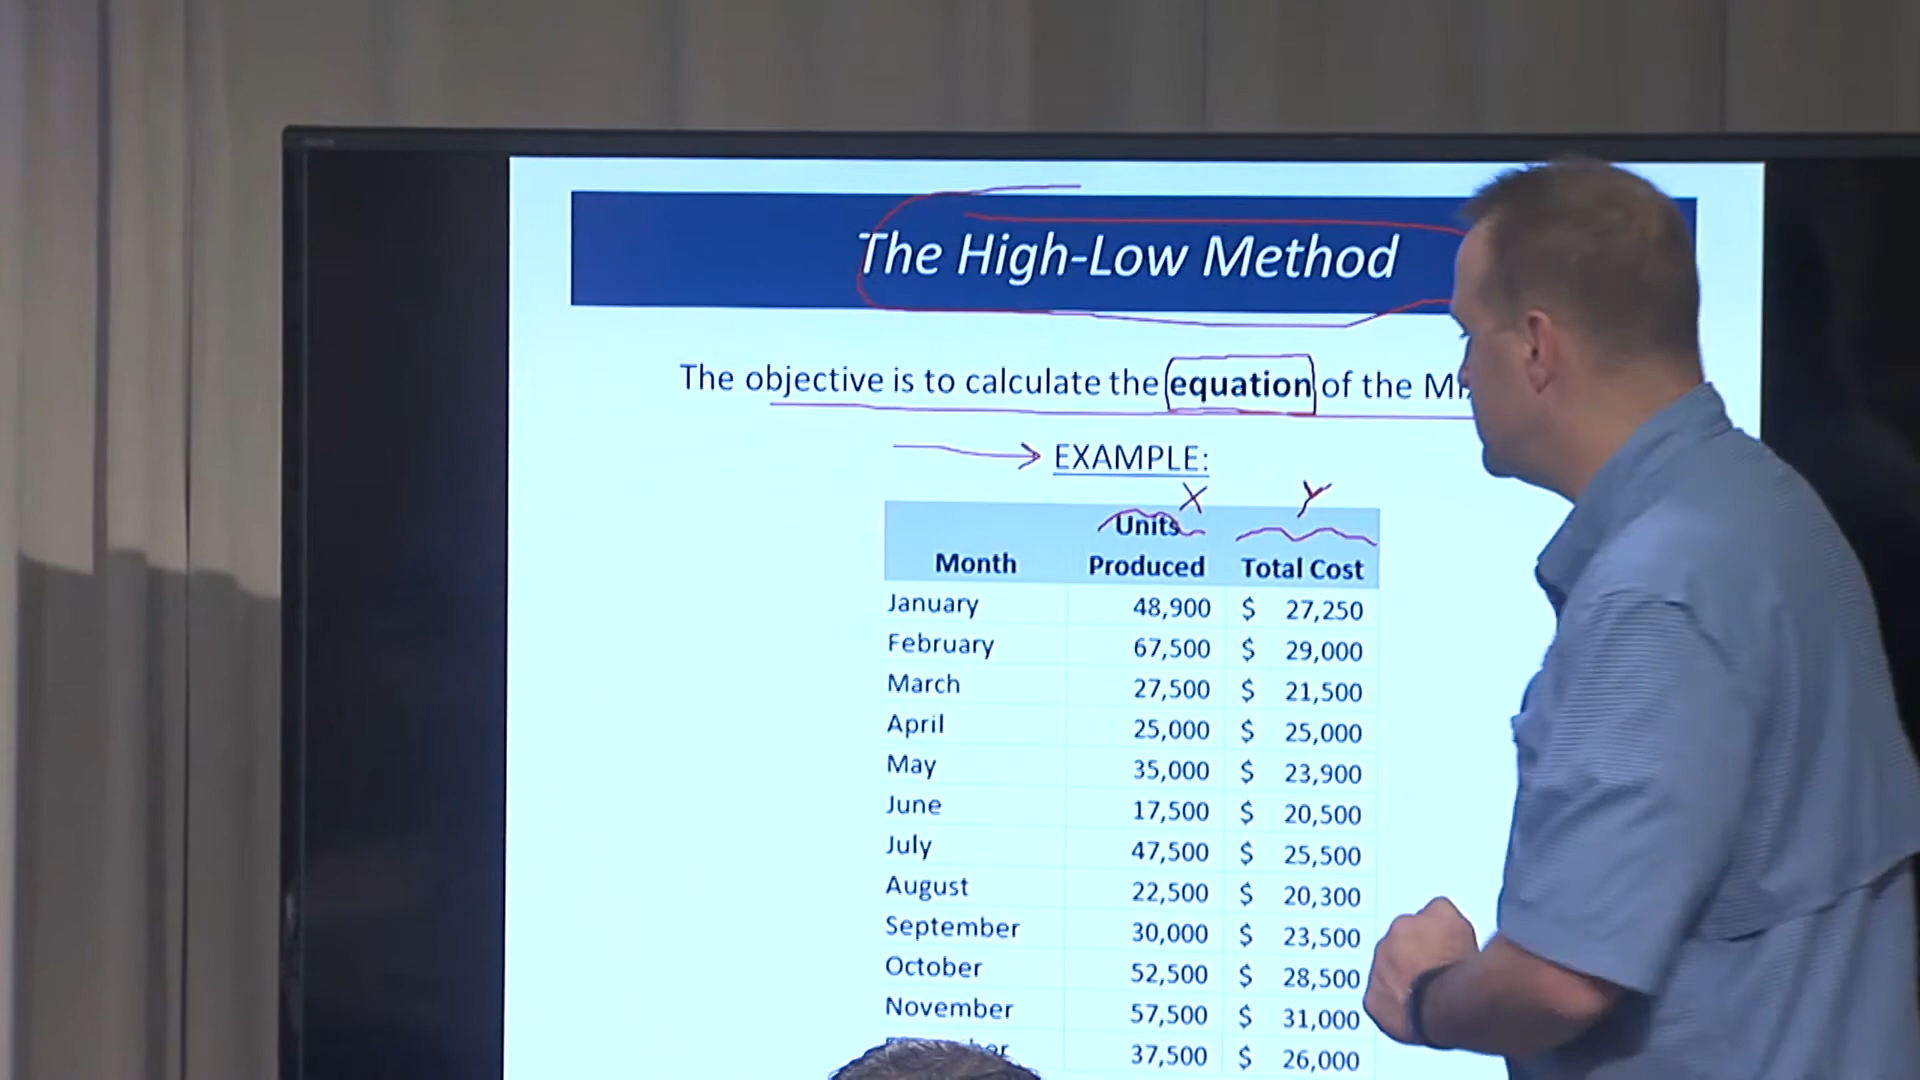 The High-Low Method
The objective is to calculate the equation of the
EXAMPLE:
X Y
Units
Month Produced Total Cost
January 48,900 $ 27,250
February 67,500 $ 29,000
March 27,500 $ 21,500
April 25,000 $ 25,000
May 35,000 $ 23,900
June 17,500 $ 20,500
July 47,500 $ 25,500
August 22,500 $ 20,300
September 30,000 $ 23,500
October 52,500 $ 28,500
November 57,500 $ 31,000
37,500 $ 26,000